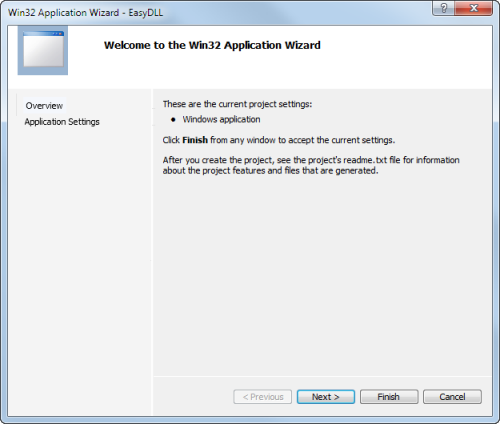 Win32 Application Wizard - EasyDLL
Welcome to the Win32 Application Wizard
Overview
Application Settings
These are the current project settings:
• Windows application
Click Finish from any window to accept the current settings.
After you create the project, see the project's readme.txt file for information
about the project features and files that are generated.
< Previous
Next >
Finish
Cancel